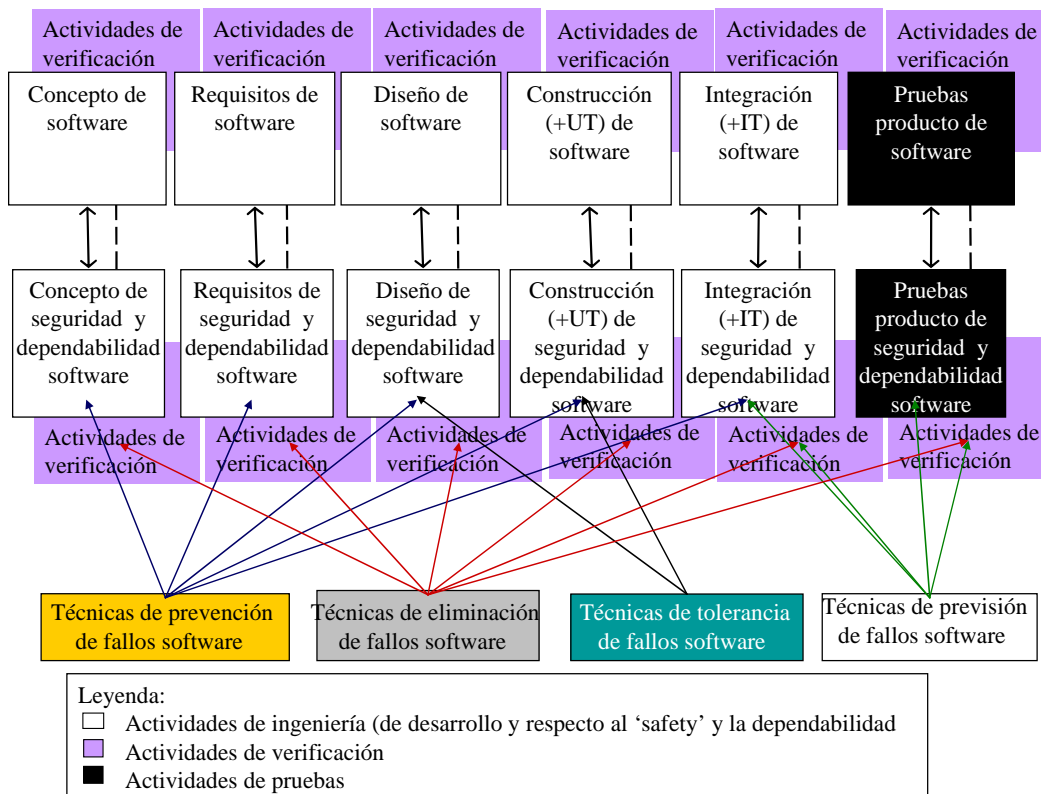 Actividades de
verificación
Actividades de
verificación
Actividades de
verificación
Actividades de
verificación
Actividades de
verificación
Actividades de
verificación
Concepto de
software
Requisitos de
software
Diseño de
software
Construcción
(+UT) de
software
Integración
(+IT) de
software
Pruebas
producto de
software
Concepto de
seguridad y
dependabilidad
software
Requisitos de
seguridad y
dependabilidad
software
Diseño de
seguridad y
dependabilidad
software
Construcción
(+UT) de
seguridad y
dependabilidad
software
Integración
(+IT) de
seguridad y
dependabilidad
software
Pruebas
producto de
seguridad y
dependabilidad
software
Actividades de
verificación
Actividades de
verificación
Actividades de
verificación
Actividades de
verificación
Actividades de
verificación
Actividades de
verificación
Técnicas de prevención
de fallos software
Técnicas de eliminación
de fallos software
Técnicas de tolerancia
de fallos software
Técnicas de previsión
de fallos software
Leyenda:
Actividades de ingeniería (de desarrollo y respecto al ‘safety’ y la dependabilidad
Actividades de verificación
Actividades de pruebas